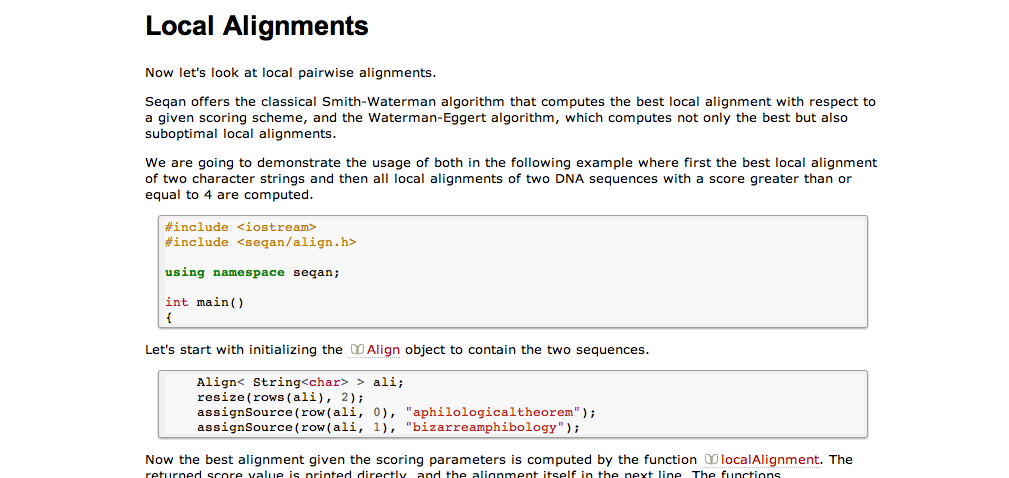 Local Alignments
Now let's look at local pairwise alignments.
Seqan offers the classical Smith-Waterman algorithm that computes the best local alignment with respect to
a given scoring scheme, and the Waterman-Eggert algorithm, which computes not only the best but also
suboptimal local alignments.
We are going to demonstrate the usage of both in the following example where first the best local alignment
of two character strings and then all local alignments of two DNA sequences with a score greater than or
equal to 4 are computed.
#include <iostream>
#include <seqan/align.h>
using namespace seqan;
int main()
{
Let's start with initializing the Align object to contain the two sequences.
Align< String<char> > ali;
resize(rows(ali), 2);
assignSource(row(ali, 0), "aphilologicaltheorem");
assignSource(row(ali, 1), "bizarreamphibology");
Now the best alignment given the scoring parameters is computed by the function localAlignment. The
returned score value is printed directly, and the alignment itself in the next line. The functions